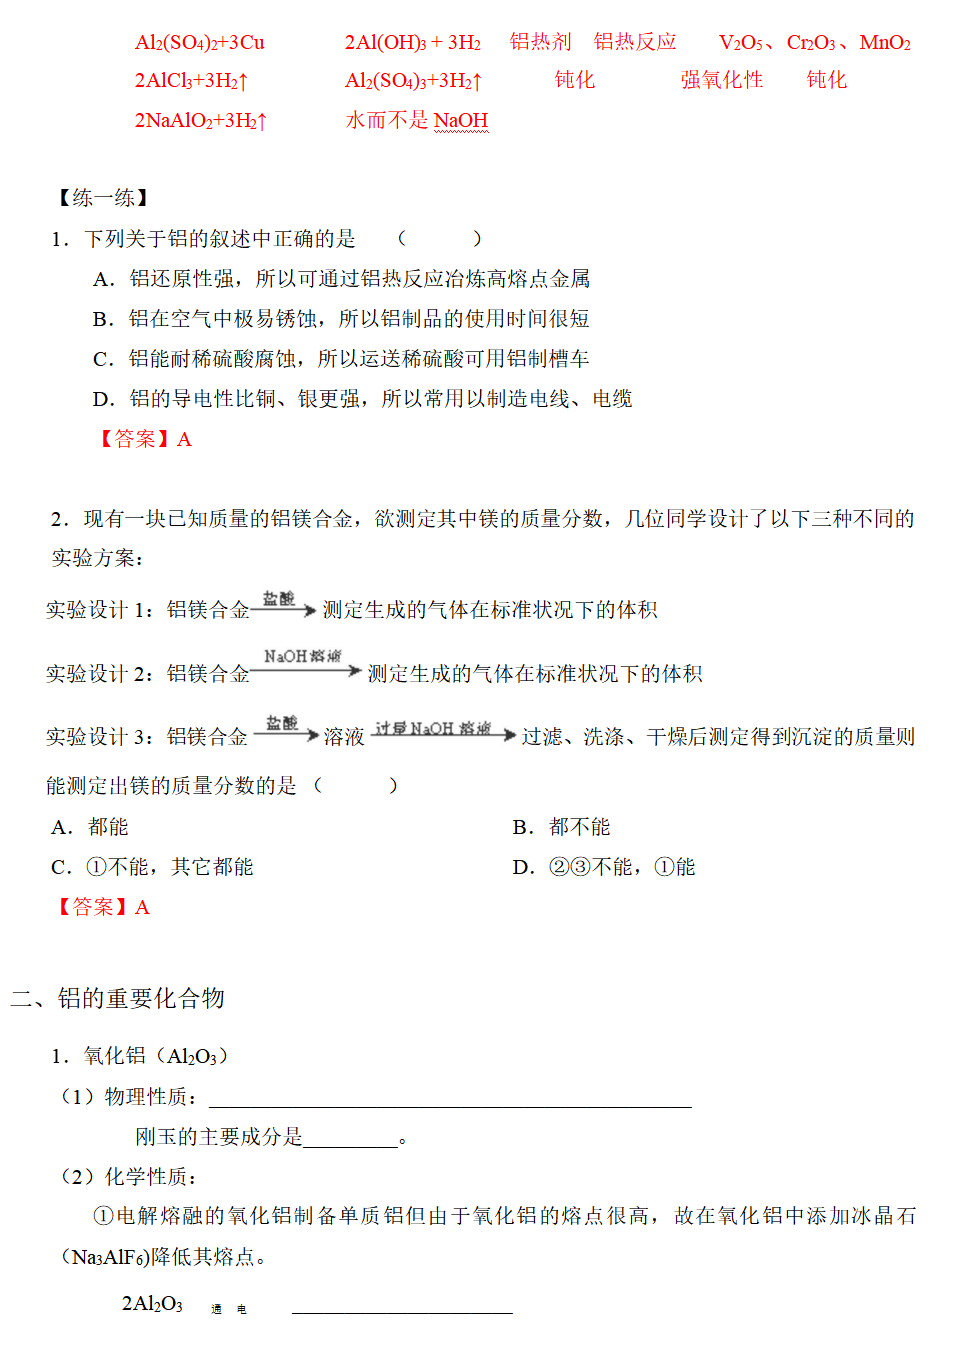 Al2(SO4)2+3Cu 2Al(OH)3 + 3H2 铝热剂 铝热反应 V2O5、Cr2O3、MnO2
2AlCl3+3H2↑ Al2(SO4)3+3H2↑ 钝化 强氧化性 钝化
2NaAlO2+3H2↑ 水而不是 NaOH
【练一练】
1．下列关于铝的叙述中正确的是 （ ）
A．铝还原性强，所以可通过铝热反应冶炼高熔点金属
B．铝在空气中极易锈蚀，所以铝制品的使用时间很短
C．铝能耐稀硫酸腐蚀，所以运送稀硫酸可用铝制槽车
D．铝的导电性比铜、银更强，所以常用以制造电线、电缆
【答案】A
2．现有一块已知质量的铝镁合金，欲测定其中镁的质量分数，几位同学设计了以下三种不同的
实验方案：
实验设计 1：铝镁合金 盐酸→ 测定生成的气体在标准状况下的体积
实验设计 2：铝镁合金 NaOH溶液→ 测定生成的气体在标准状况下的体积
实验设计 3：铝镁合金 盐酸→ 溶液 过量NaOH溶液→ 过滤、洗涤、干燥后测定得到沉淀的质量则
能测定出镁的质量分数的是 （ ）
A．都能 B．都不能
C．①不能，其它都能 D．②③不能，①能
【答案】A
二、铝的重要化合物
1．氧化铝（Al2O3）
（1）物理性质：______________________________________________
刚玉的主要成分是_________。
（2）化学性质：
①电解熔融的氧化铝制备单质铝但由于氧化铝的熔点很高，故在氧化铝中添加冰晶石
（Na3AlF6)降低其熔点。
2Al2O3 通 电 _____________________